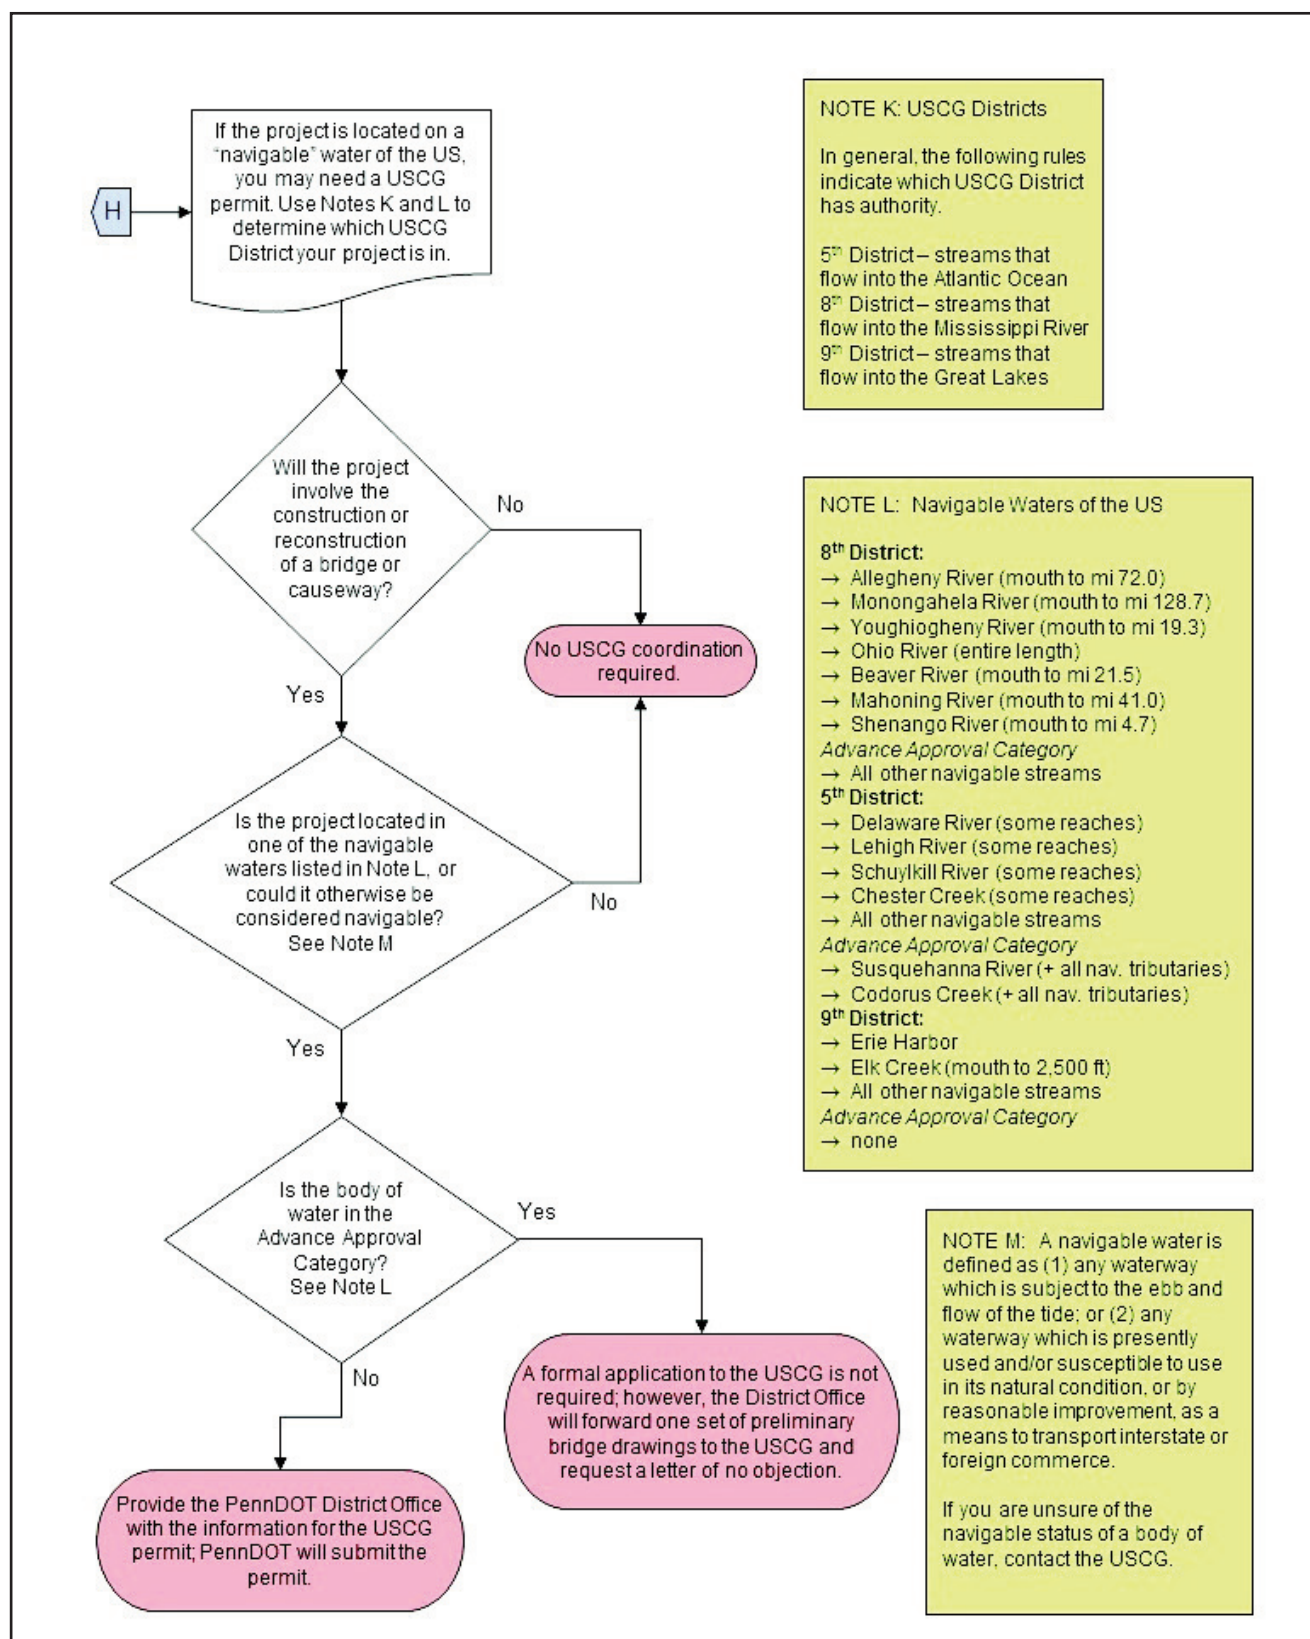 H
If the project is located on a
“navigable” water of the US,
you may need a USCG
permit. Use Notes K and L to
determine which USCG
District your project is in.
Will the project
involve the
construction or
reconstruction
of a bridge or
causeway?
No
Yes
No USCG coordination
required.
Is the project located in
one of the navigable
waters listed in Note L, or
could it otherwise be
considered navigable?
See Note M
No
Yes
Is the body of
water in the
Advance Approval
Category?
See Note L
Yes
No
A formal application to the USCG is not
required; however, the District Office
will forward one set of preliminary
bridge drawings to the USCG and
request a letter of no objection.
Provide the PennDOT District Office
with the information for the USCG
permit; PennDOT will submit the
permit.
NOTE K: USCG Districts
In general, the following rules
indicate which USCG District
has authority.
5th District – streams that
flow into the Atlantic Ocean
8th District – streams that
flow into the Mississippi River
9th District – streams that
flow into the Great Lakes
NOTE L: Navigable Waters of the US
8th District:
→ Allegheny River (mouth to mi 72.0)
→ Monongahela River (mouth to mi 128.7)
→ Youghiogheny River (mouth to mi 19.3)
→ Ohio River (entire length)
→ Beaver River (mouth to mi 21.5)
→ Mahoning River (mouth to mi 41.0)
→ Shenango River (mouth to mi 4.7)
Advance Approval Category
→ All other navigable streams
5th District:
→ Delaware River (some reaches)
→ Lehigh River (some reaches)
→ Schuylkill River (some reaches)
→ Chester Creek (some reaches)
→ All other navigable streams
Advance Approval Category
→ Susquehanna River (+ all nav. tributaries)
→ Codorus Creek (+ all nav. tributaries)
9th District:
→ Erie Harbor
→ Elk Creek (mouth to 2,500 ft)
→ All other navigable streams
Advance Approval Category
→ none
NOTE M: A navigable water is
defined as (1) any waterway
which is subject to the ebb and
flow of the tide; or (2) any
waterway which is presently
used and/or susceptible to use
in its natural condition, or by
reasonable improvement, as a
means to transport interstate or
foreign commerce.
If you are unsure of the
navigable status of a body of
water, contact the USCG.